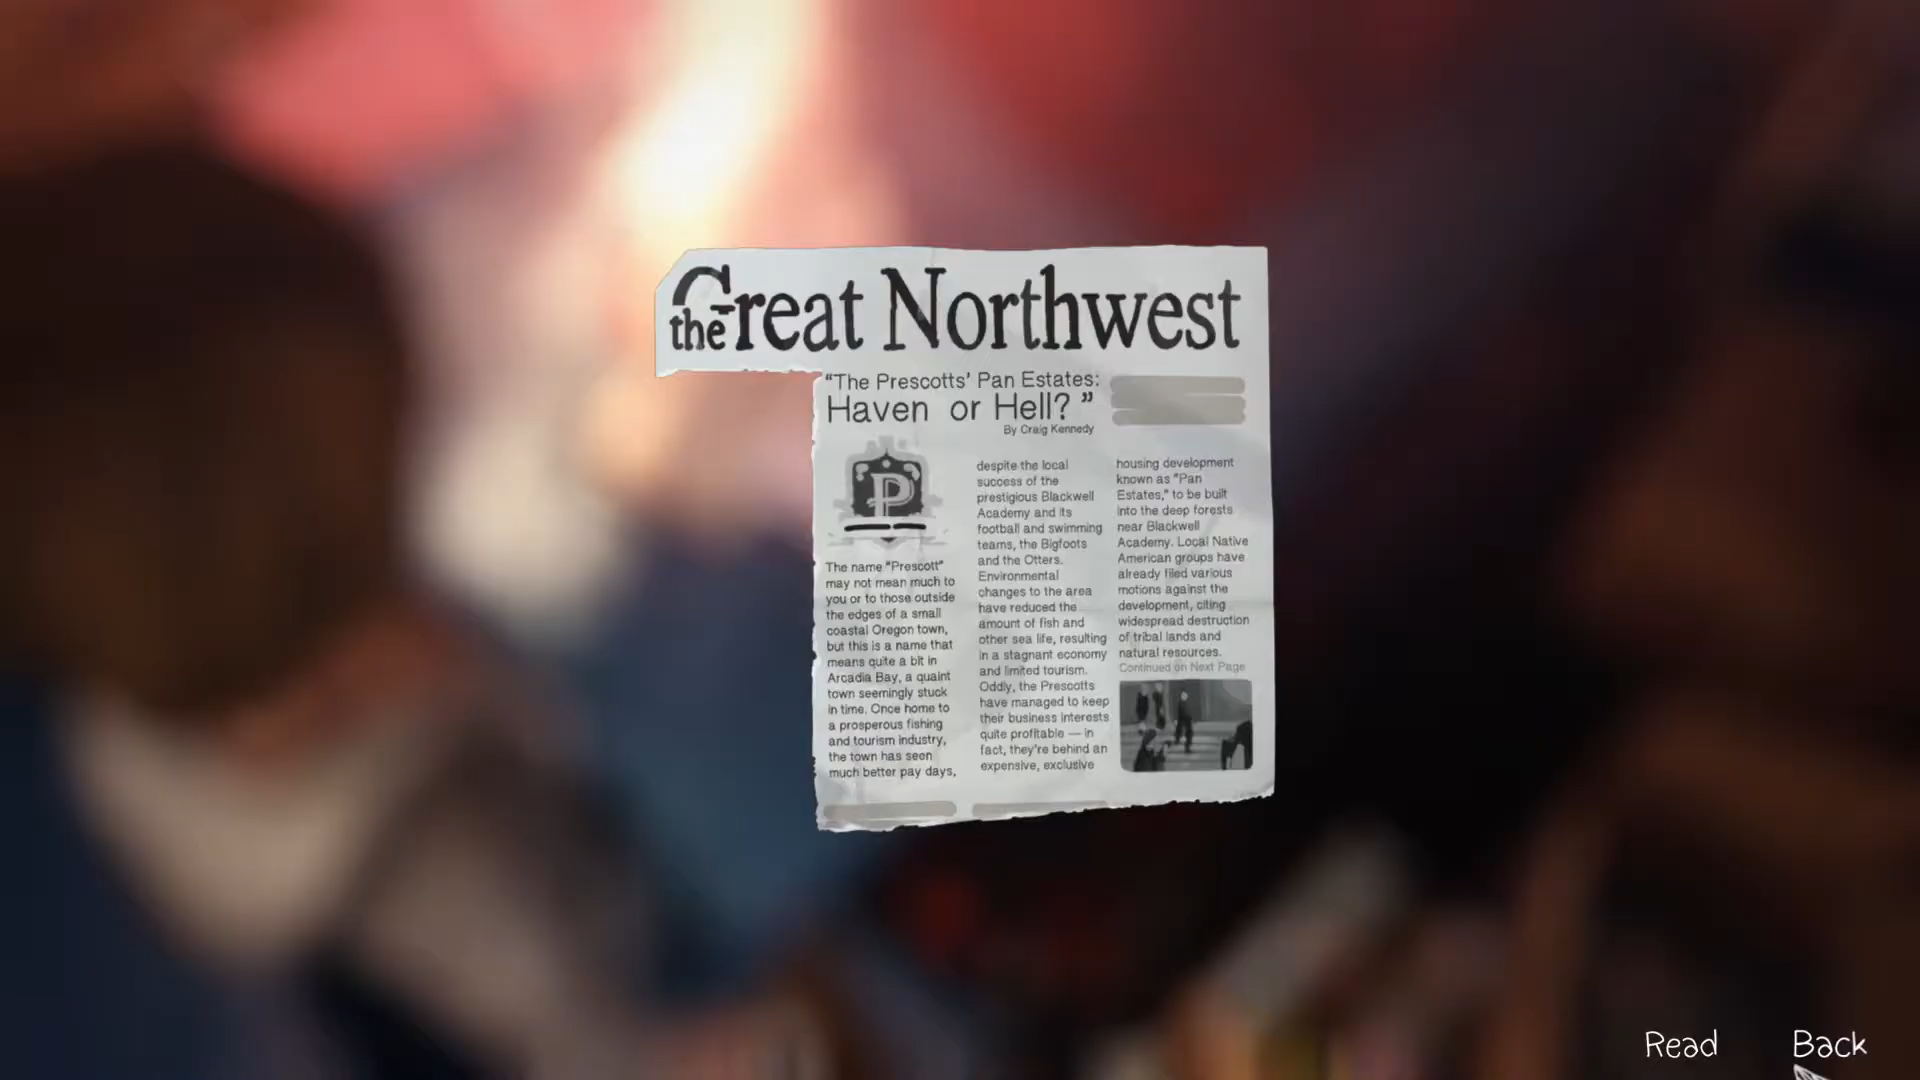 the Great Northwest
"The Prescotts' Pan Estates:
Haven or Hell?"
By Craig Kennedy
P
The name "Prescott"
may not mean much to
you or to those outside
the edges of a small
coastal Oregon town,
but this is a name that
means quite a bit in
Arcadia Bay, a quaint
town seemingly stuck
in time. Once home to
a prosperous fishing
and tourism industry,
the town has seen
much better pay days,
despite the local
success of the
prestigious Blackwell
Academy and its
football and swimming
teams, the Bigfoots
and the Otters.
Environmental
changes to the area
have reduced the
amount of fish and
other sea life, resulting
in a stagnant economy
and limited tourism.
Oddly, the Prescotts
have managed to keep
their business interests
quite profitable — in
fact, they're behind an
expensive, exclusive
housing development
known as "Pan
Estates," to be built
into the deep forests
near Blackwell
Academy. Local Native
American groups have
already filed various
motions against the
development, citing
widespread destruction
of tribal lands and
natural resources.
Continued on Next Page
Read
Back